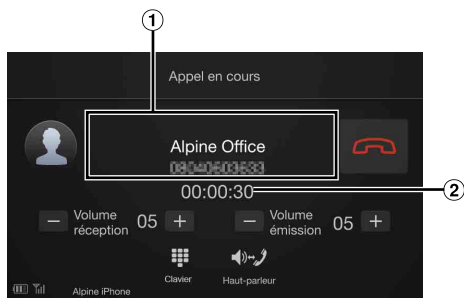 ①
Appel en cours
Alpine Office
00:00:30
②
− Volume réception 05 + − Volume émission 05 +
Clavier Haut-parleur
Alpine iPhone